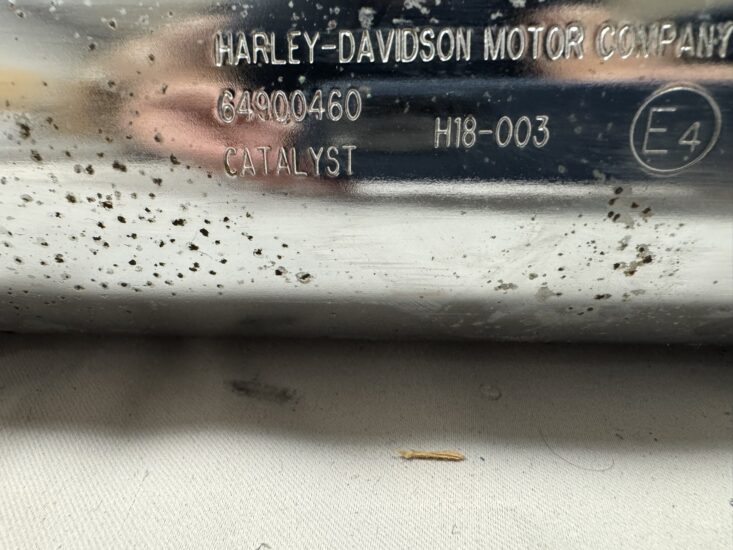 HARLEY-DAVIDSON MOTOR COMPANY
64900460
H18-003
E4
CATALYST